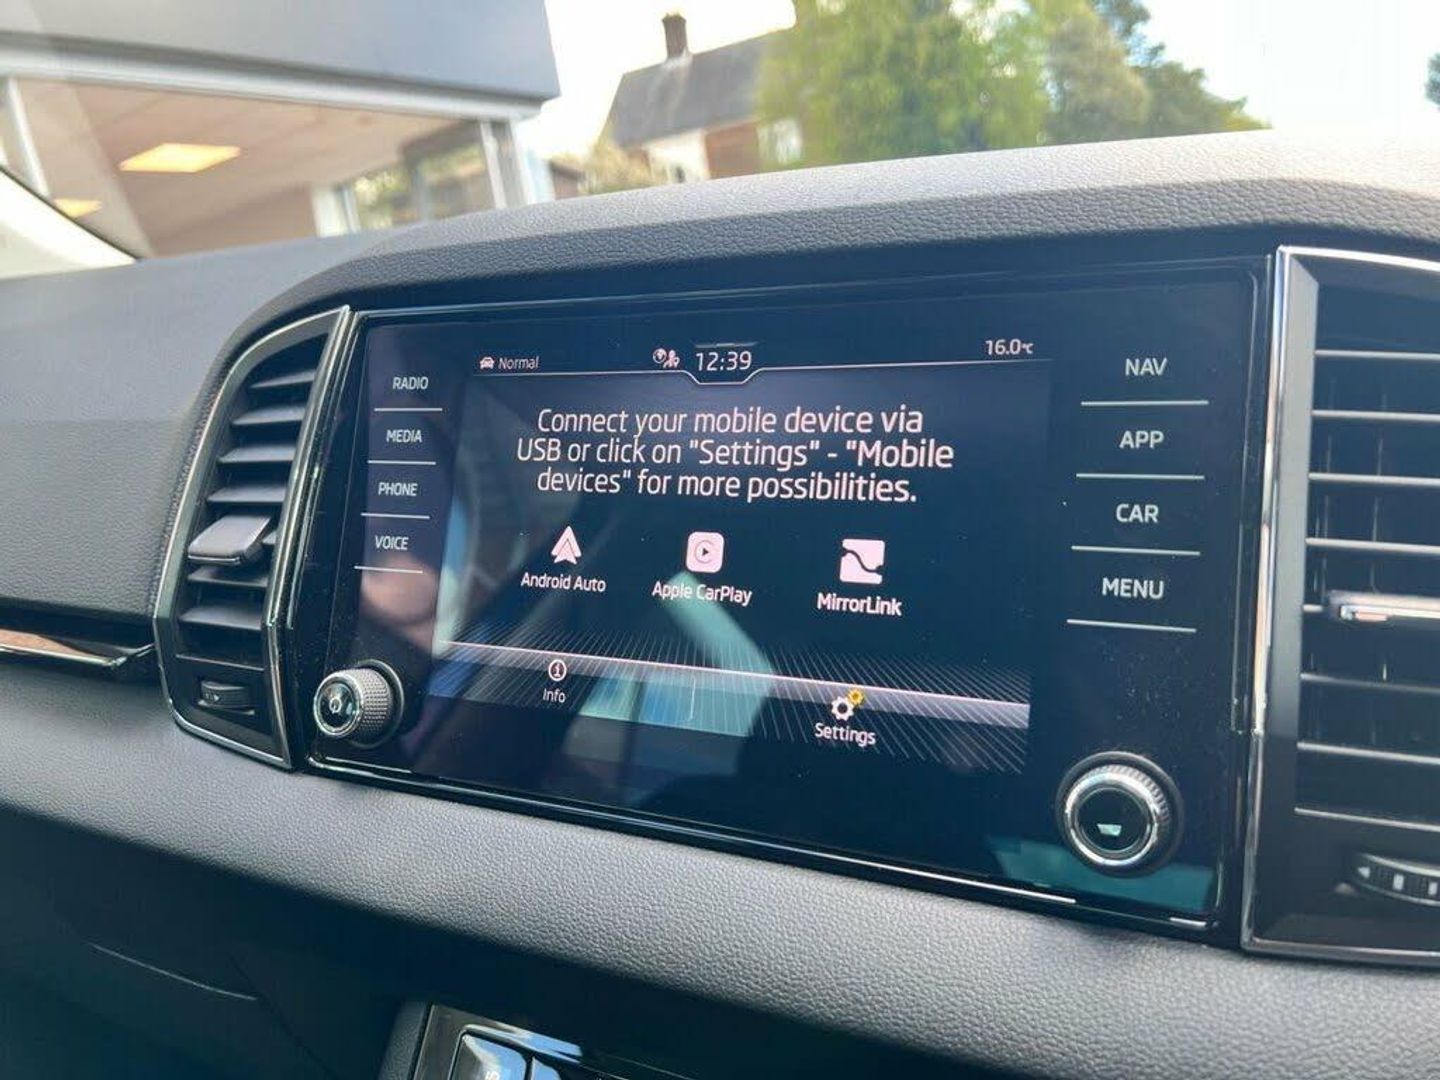 Normal
12:39
16.0°C
RADIO
MEDIA
PHONE
VOICE
Connect your mobile device via
USB or click on "Settings" - "Mobile
devices" for more possibilities.
Android Auto
Apple CarPlay
MirrorLink
Info
Settings
NAV
APP
CAR
MENU